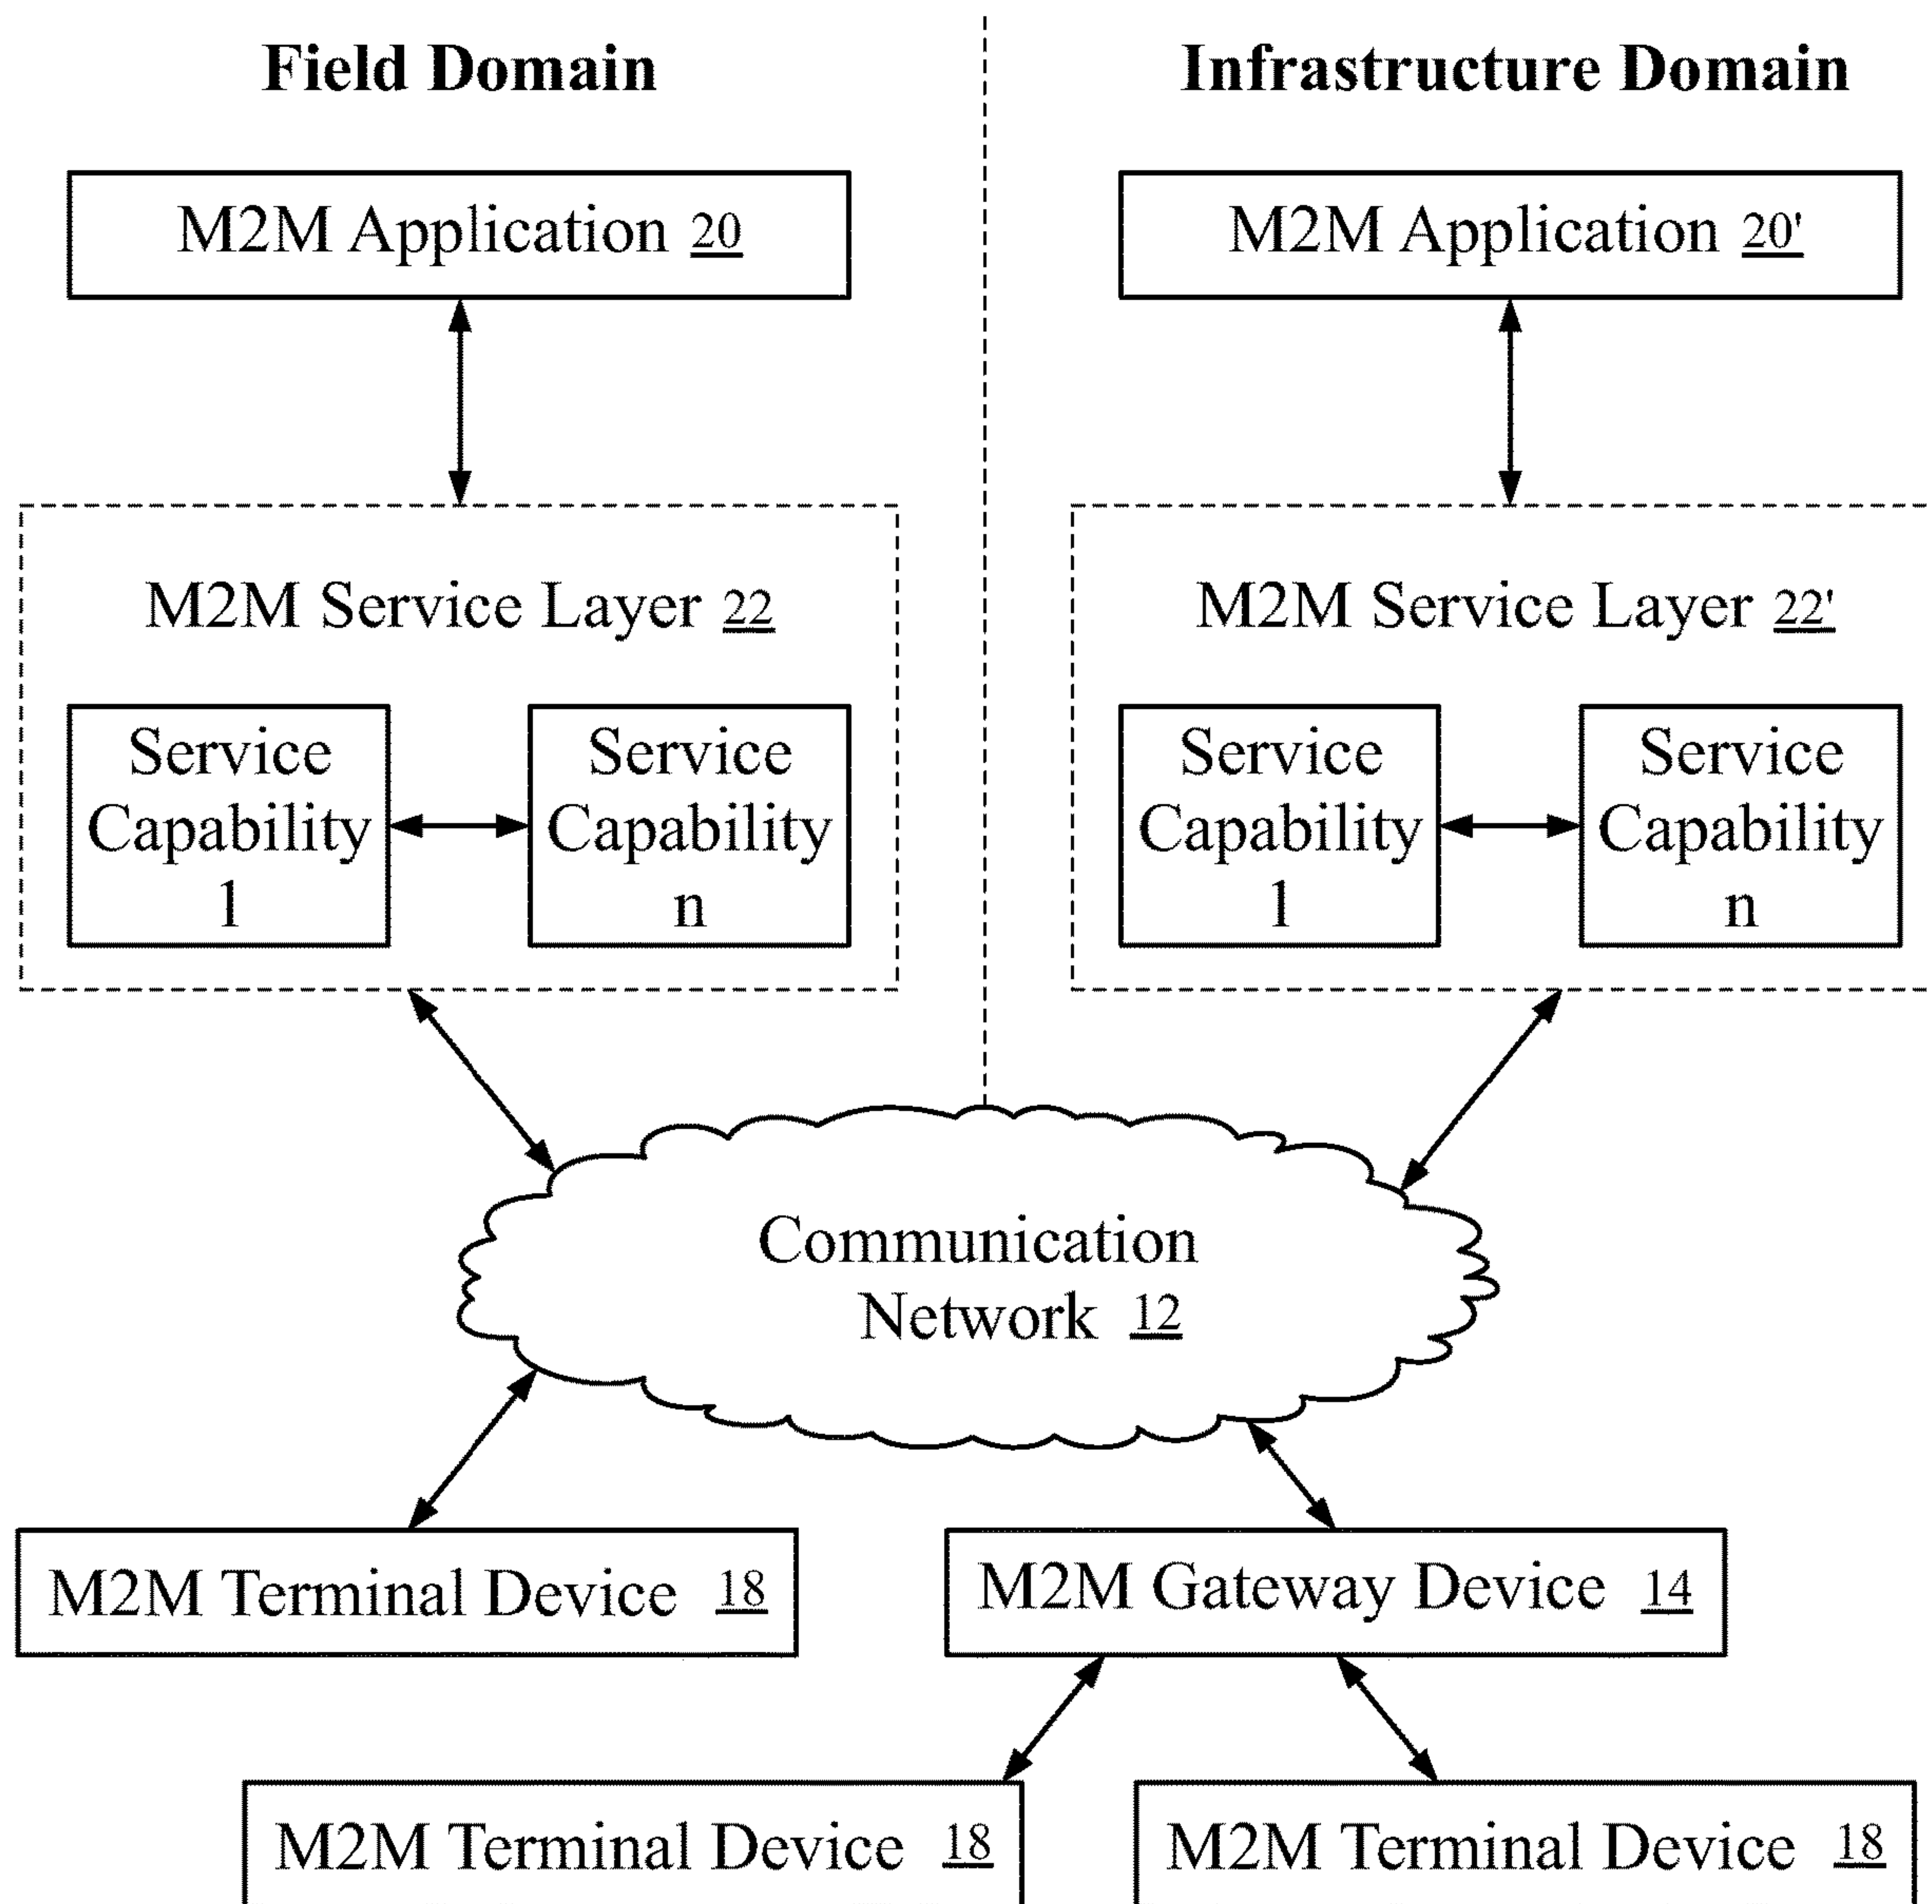 Field Domain
Infrastructure Domain
M2M Application 20
M2M Application 20'
M2M Service Layer 22
Service
Capability
1
Service
Capability
n
M2M Service Layer 22'
Service
Capability
1
Service
Capability
n
Communication
Network 12
M2M Terminal Device 18
M2M Gateway Device 14
M2M Terminal Device 18
M2M Terminal Device 18